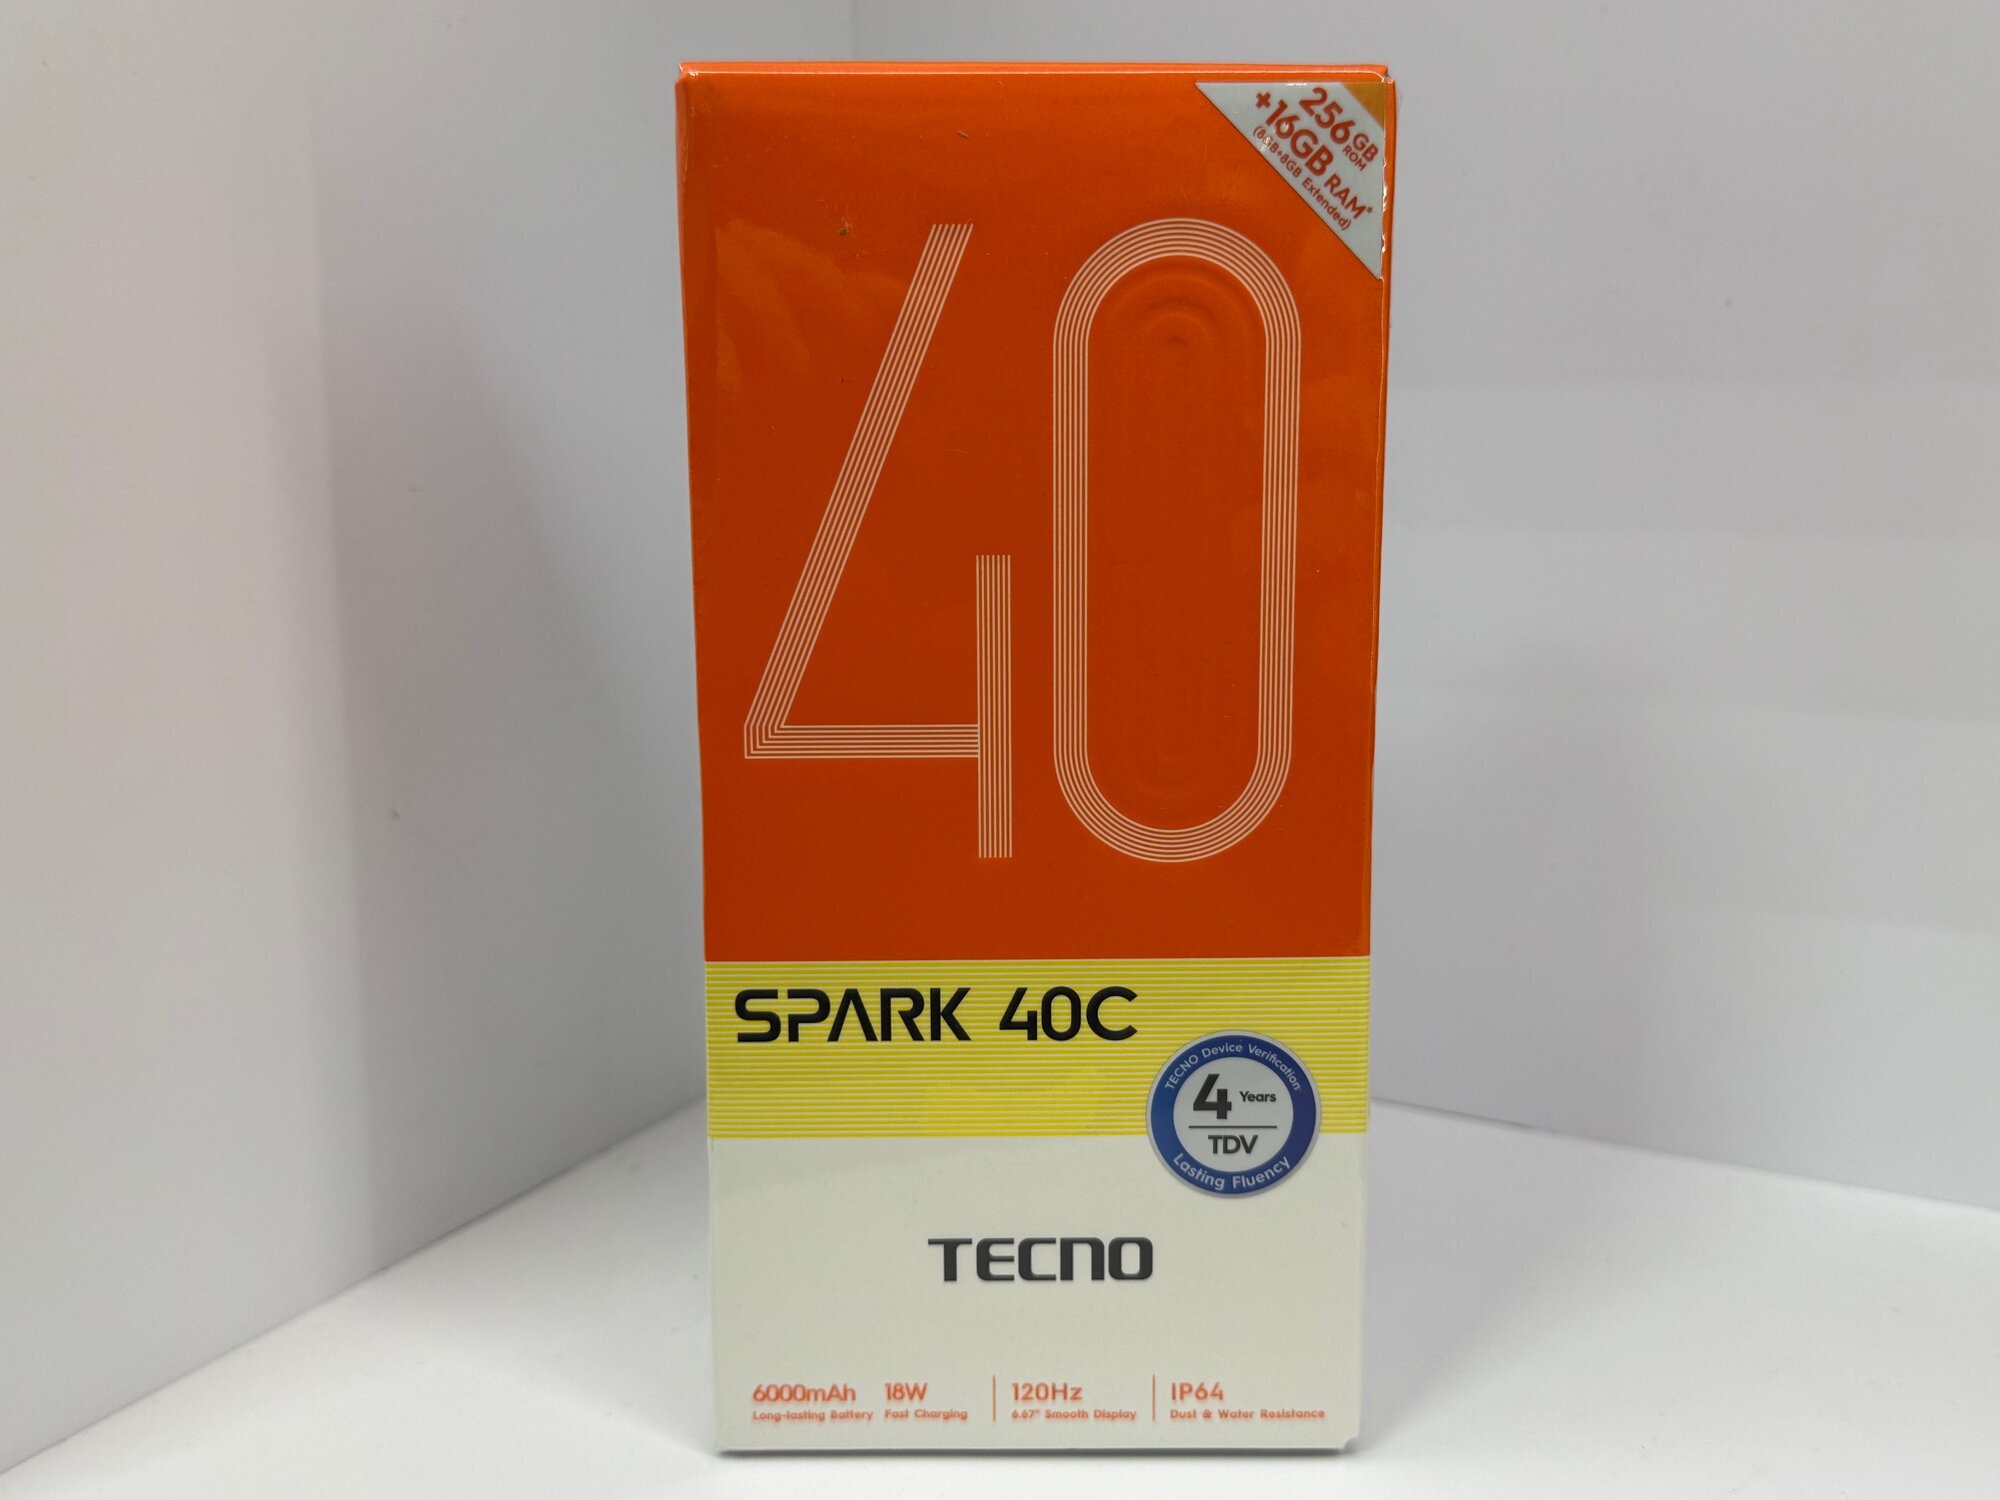 256GB ROM
+16GB RAM*
(8GB+8GB Extended)
40
SPARK 40C
TECNO Device Verification
4 Years
TDV
Lasting Fluency
TECNO
6000mAh 18W 120Hz IP64
Long-lasting Battery Fast Charging 6.67" Smooth Display Dust & Water Resistance